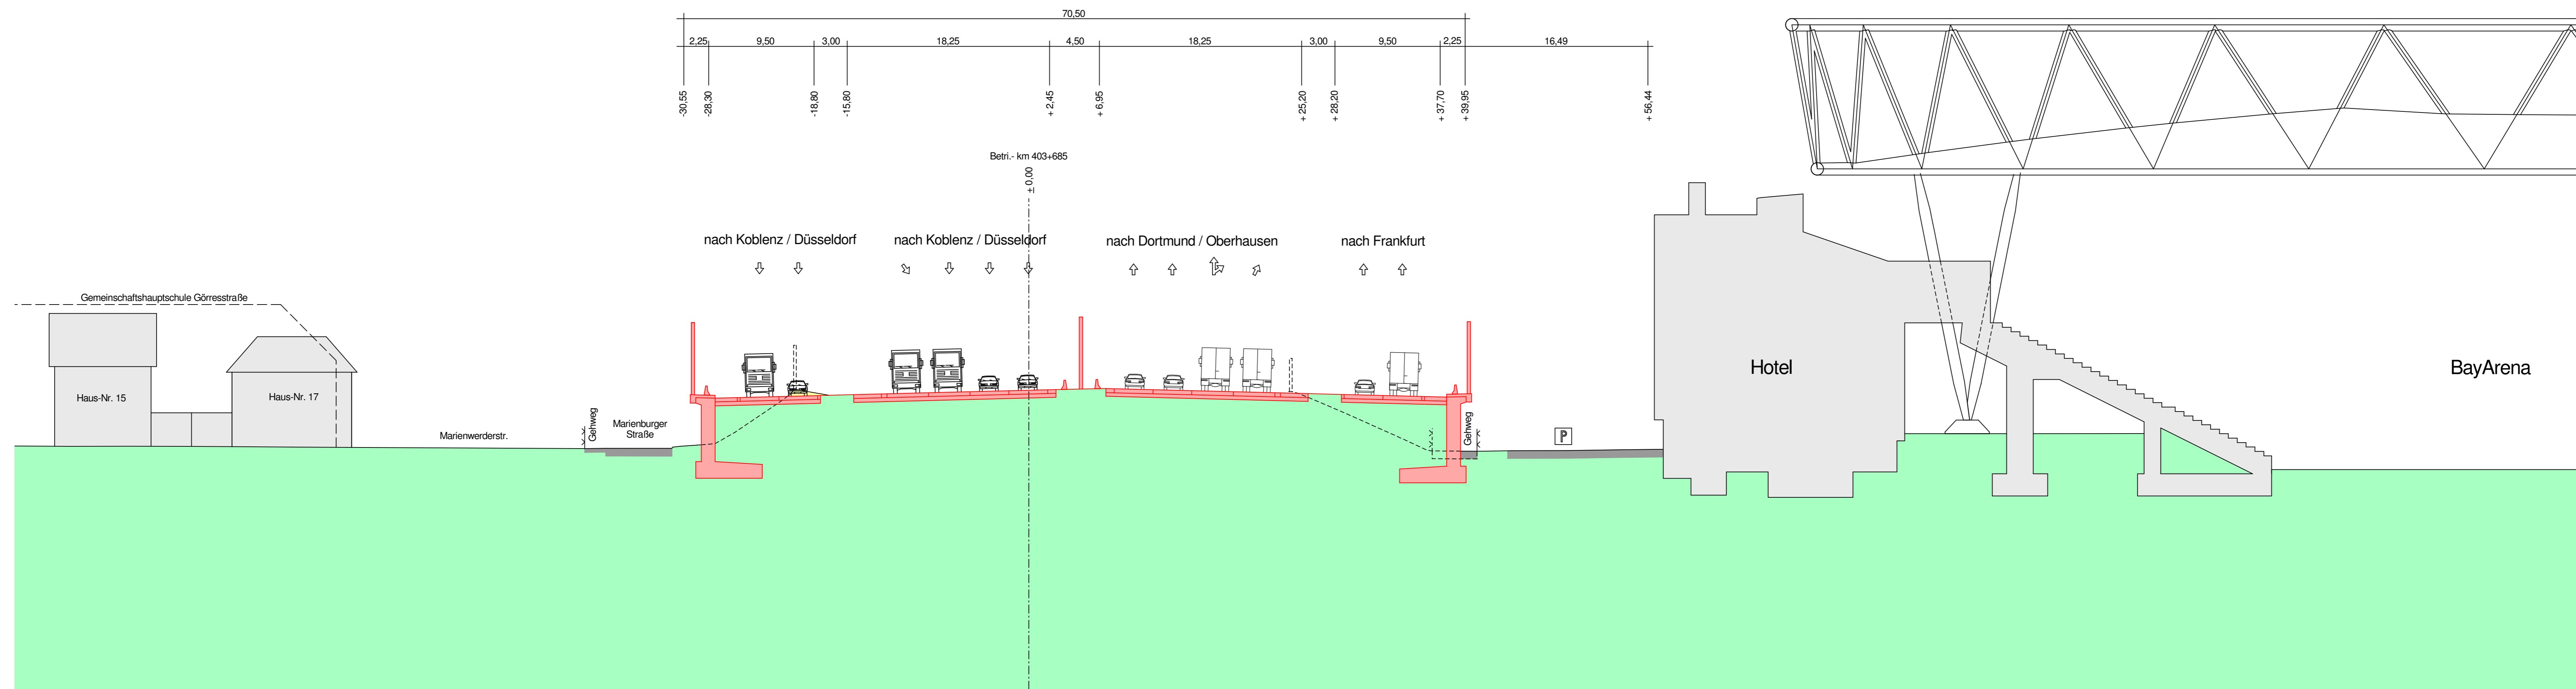 70,50
2,25 9,50 3,00 18,25 4,50 18,25 3,00 9,50 2,25 16,49
-30,55 -28,30 -18,80 -15,80 + 2,45 + 6,95 + 25,20 + 28,20 + 37,70 + 39,95 + 56,44
Betri.- km 403+685
± 0,00
nach Koblenz / Düsseldorf nach Koblenz / Düsseldorf nach Dortmund / Oberhausen nach Frankfurt
Gemeinschaftshauptschule Görresstraße
Haus-Nr. 15 Haus-Nr. 17
Marienwerderstr.
Gehweg
Marienburger
Straße
Gehweg
P
Hotel
BayArena